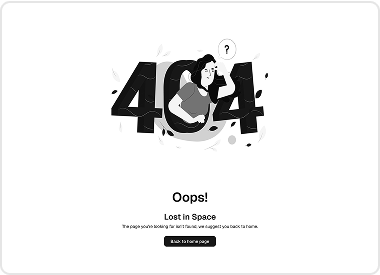 ?
404
Oops!
Lost in Space
The page you're looking for isn't found, we suggest you back to home.
Back to home page